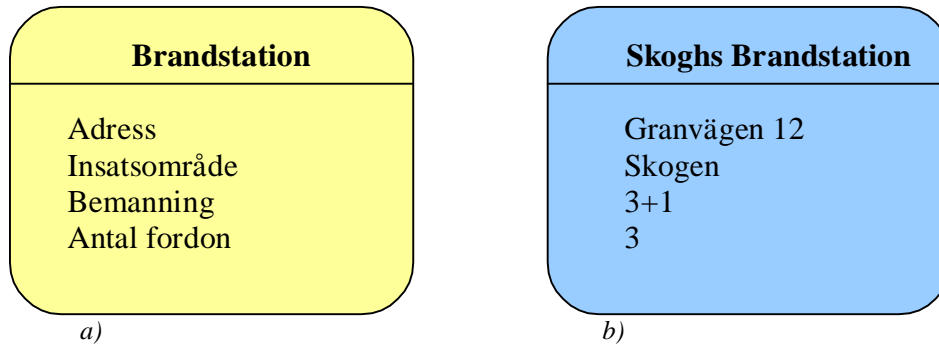 Brandstation
Adress
Insatsområde
Bemanning
Antal fordon
a)
Skoghs Brandstation
Granvägen 12
Skogen
3+1
3
b)